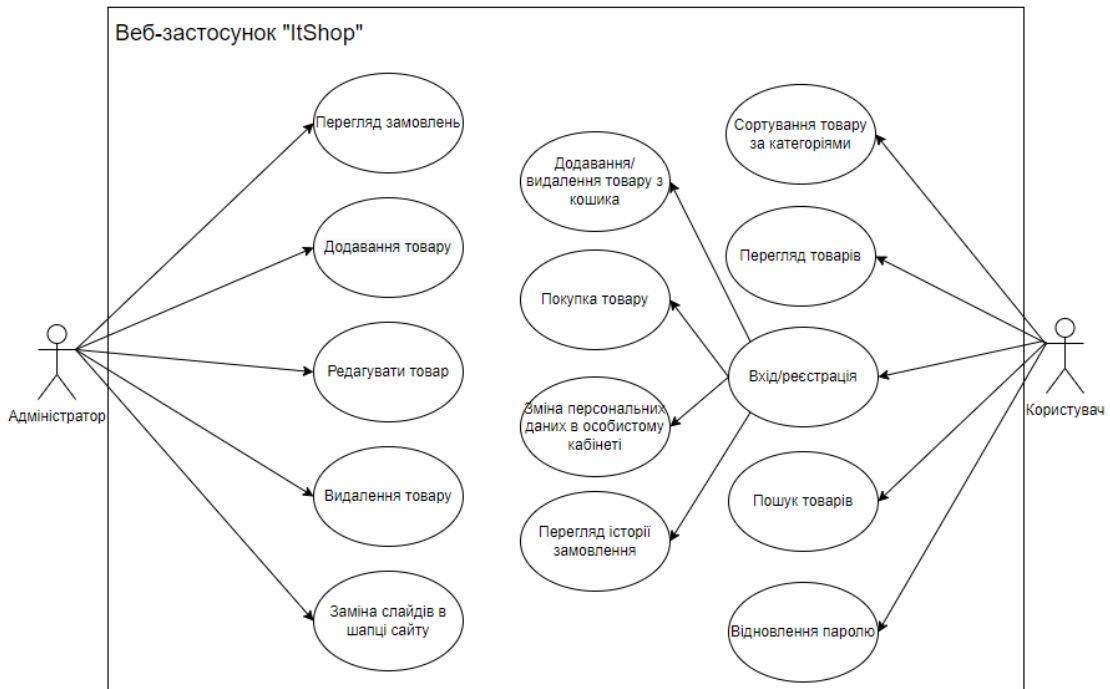 Веб-застосунок "ItShop"
Перегляд замовлень
Додавання товару
Редагувати товар
Видалення товару
Заміна слайдів в
шапці сайту
Адміністратор
Додавання/
видалення товару з
кошика
Покупка товару
Зміна персональних
даних в особистому
кабінеті
Перегляд історії
замовлення
Сортування товару
за категоріями
Перегляд товарів
Вхід/реєстрація
Пошук товарів
Відновлення паролю
Користувач